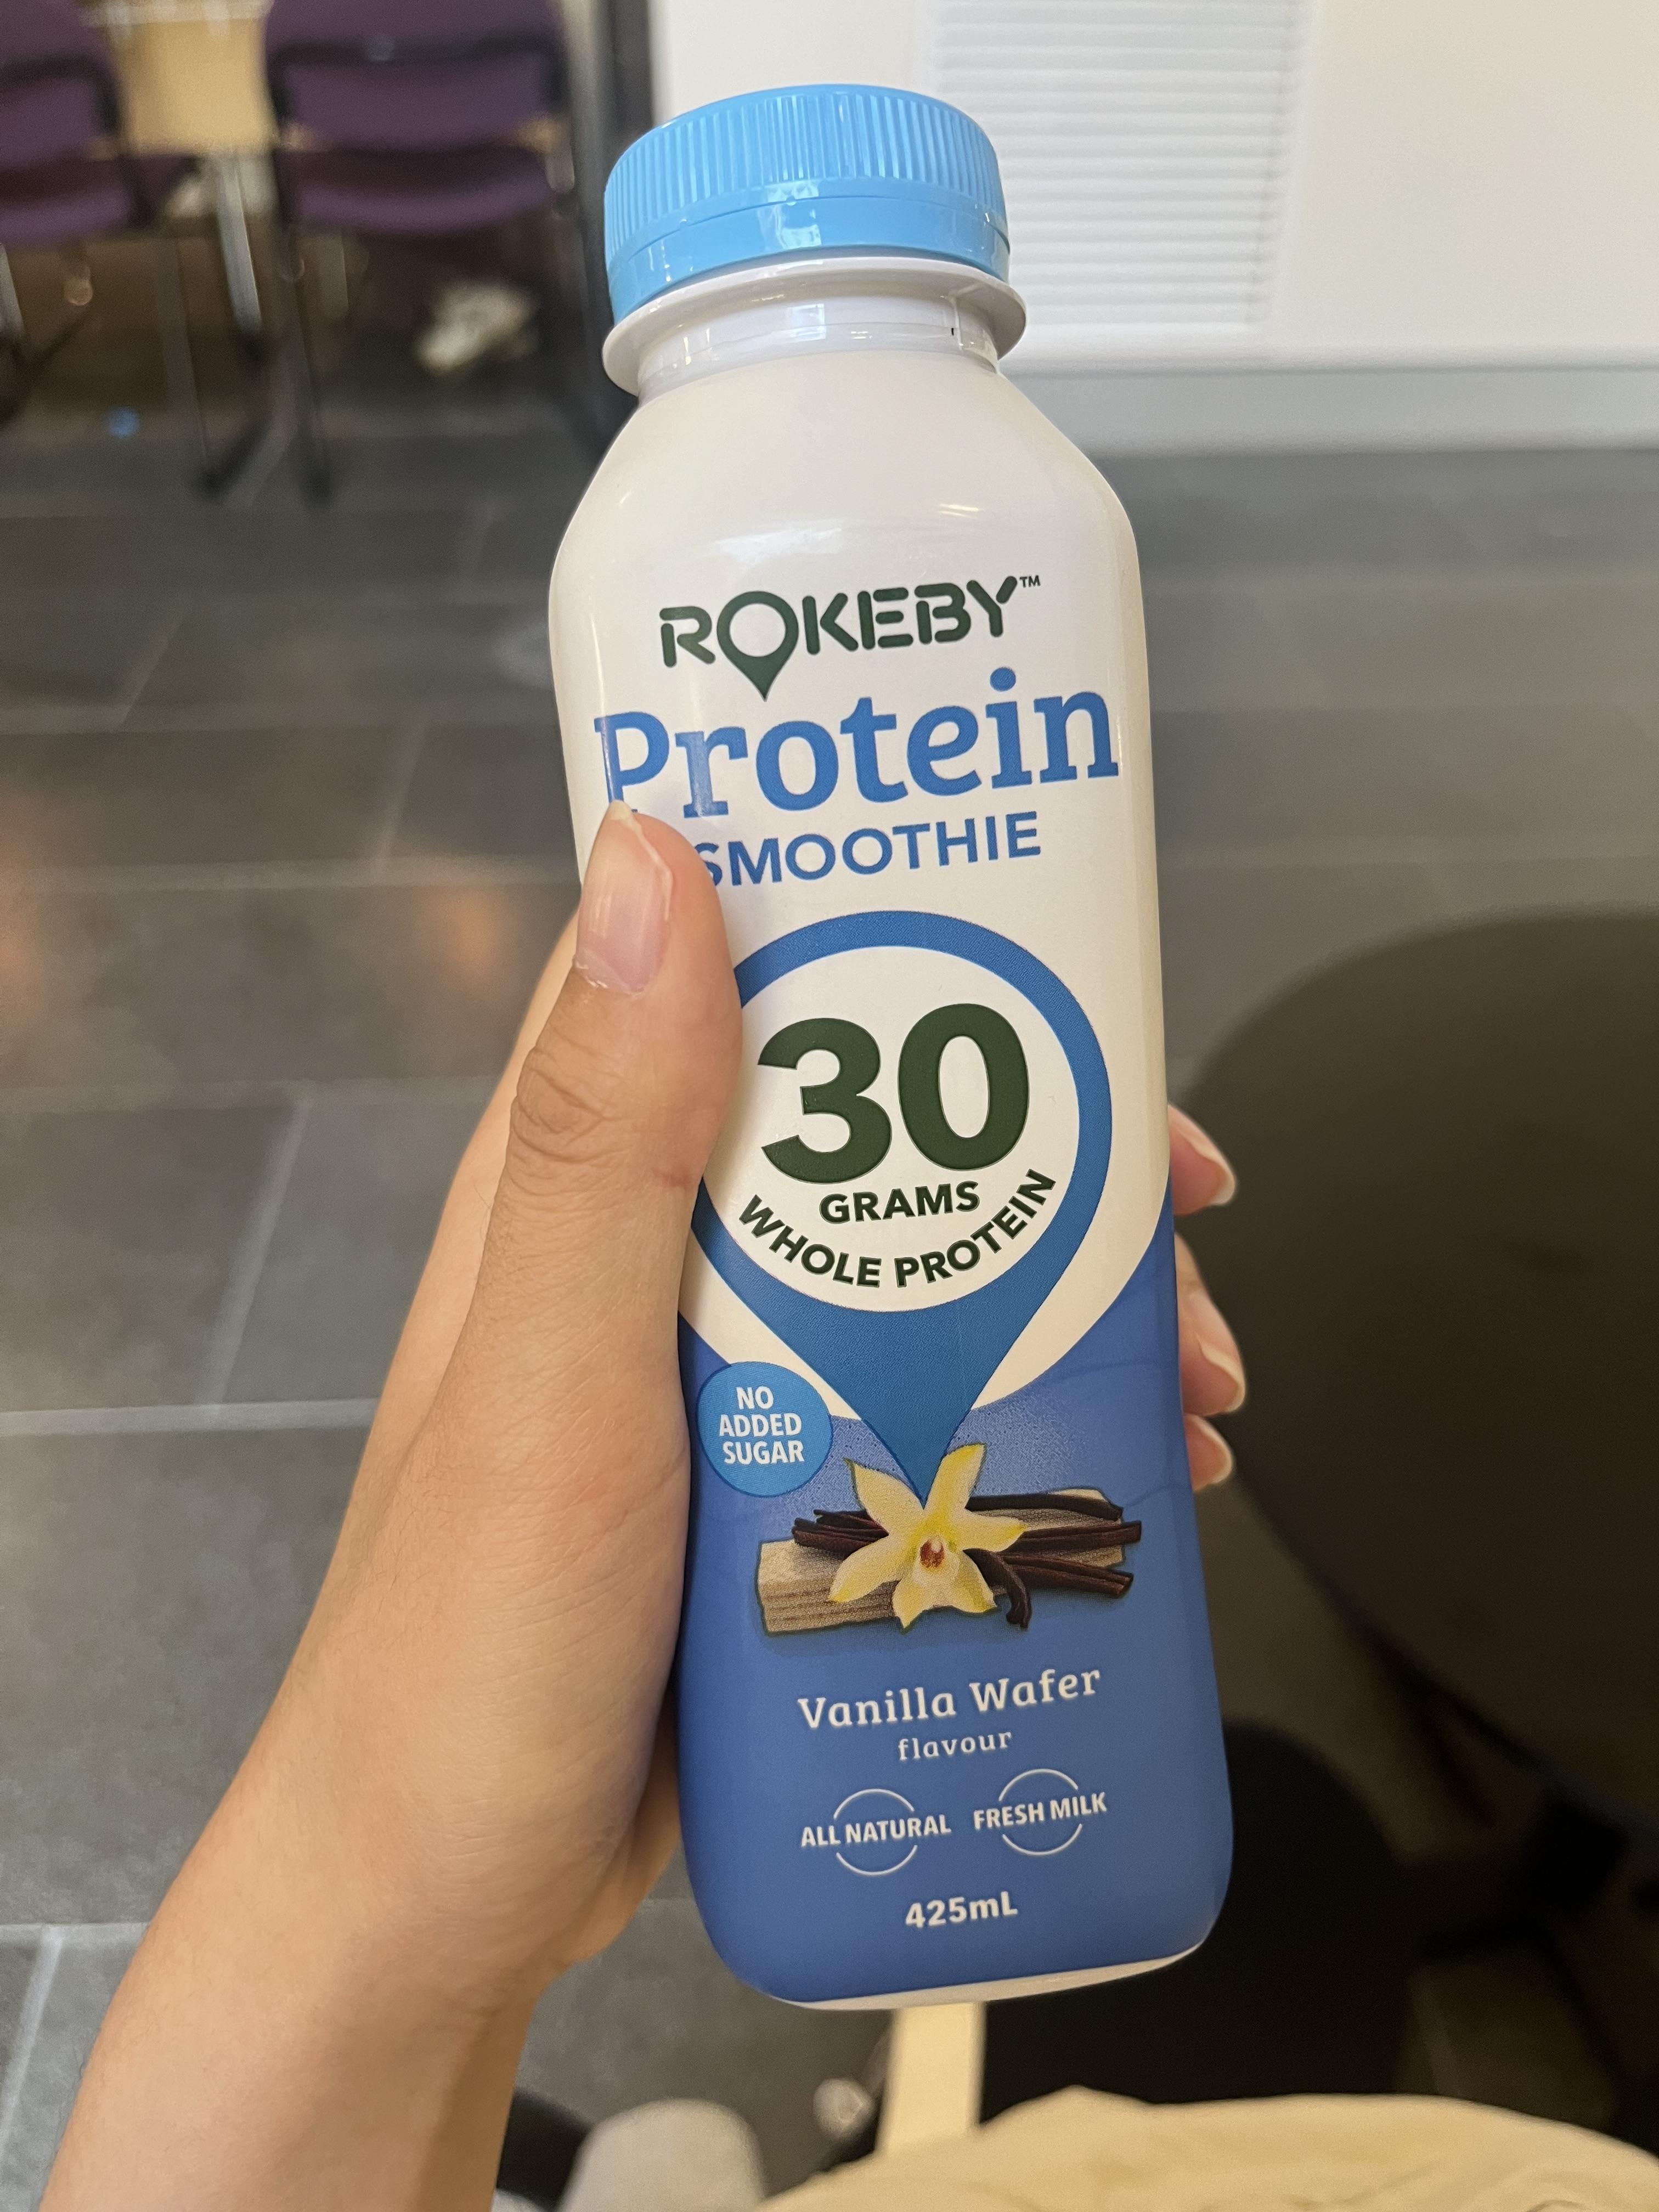 ROKEBY™
Protein
SMOOTHIE
30
GRAMS
WHOLE PROTEIN
NO
ADDED
SUGAR
Vanilla Wafer
flavour
ALL NATURAL
FRESH MILK
425mL